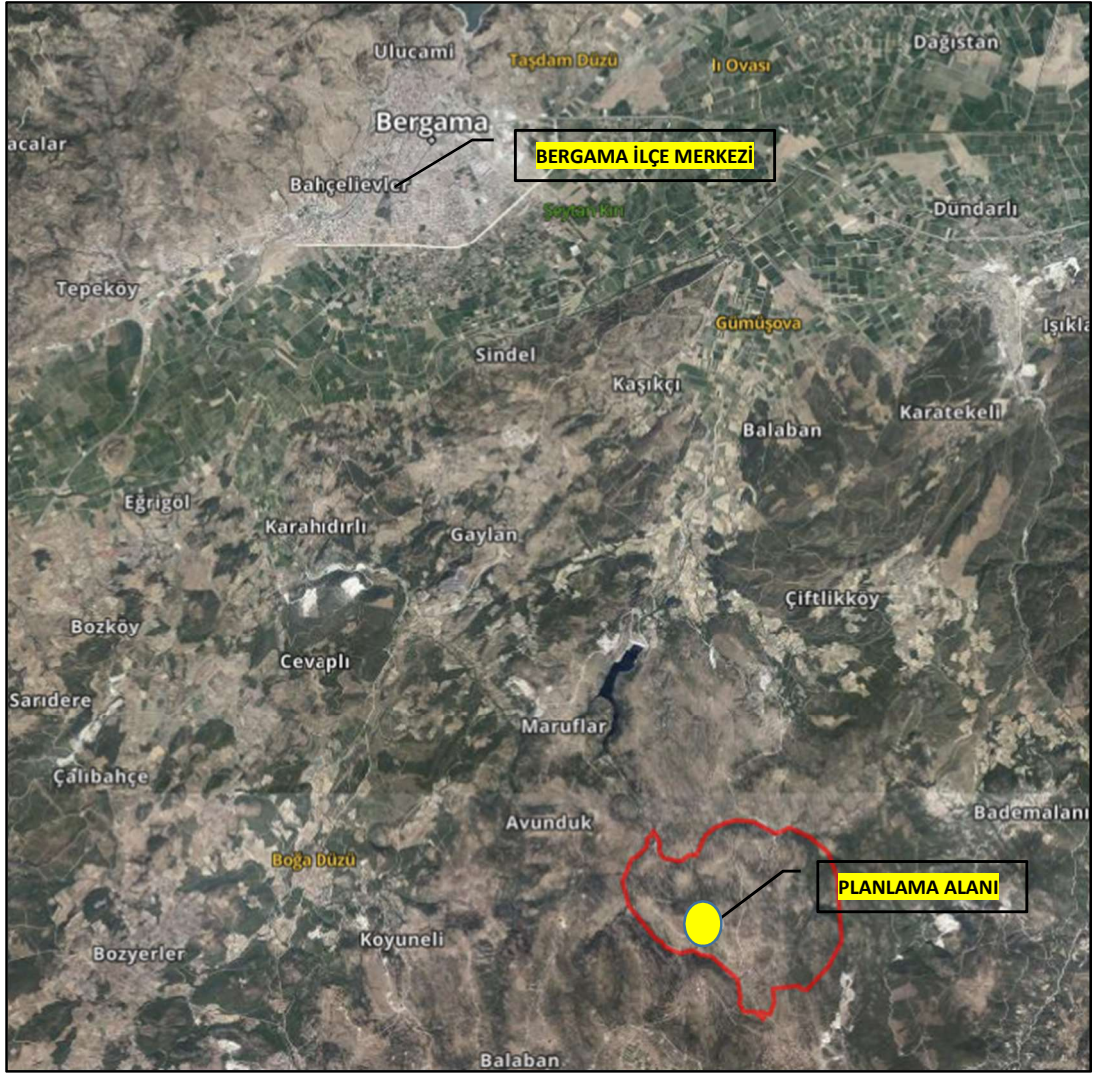 Ulucami
Taşdam Düzü
lı Ovası
Dağıstan
Bergama
acalar
BERGAMA İLÇE MERKEZİ
Bahçelievler
Şeytan Kırı
Dündarlı
Tepeköy
Gümüşova
Işıkla
Sindel
Kaşıkçı
Karatekeli
Balaban
Eğrigöl
Karahıdırlı
Gaylan
Çiftlikköy
Bozköy
Cevaplı
Sarıdere
Maruflar
Çalıbahçe
Bademalanı
Avunduk
Boğa Düzü
PLANLAMA ALANI
Koyuneli
Bozyerler
Balaban